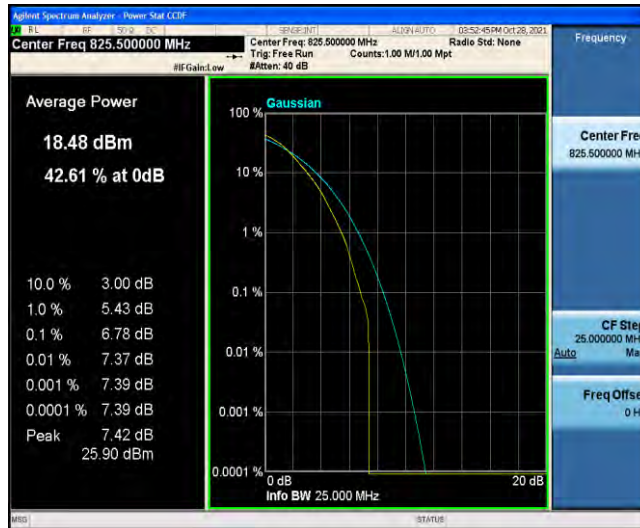 Agilent Spectrum Analyzer - Power Stat CCDF
RL RF 50 Ω DC SENSE:INT ALIGN AUTO 03:52:45 PM Oct 28, 2021
Center Freq 825.500000 MHz
Center Freq: 825.500000 MHz Radio Std: None
Trig: Free Run Counts:1.00 M/1.00 Mpt
#IFGain:Low #Atten: 40 dB
Frequency
Average Power
18.48 dBm
42.61 % at 0dB
10.0 % 3.00 dB
1.0 % 5.43 dB
0.1 % 6.78 dB
0.01 % 7.37 dB
0.001 % 7.39 dB
0.0001 % 7.39 dB
Peak 7.42 dB
25.90 dBm
Gaussian
100 %
10 %
1 %
0.1 %
0.01 %
0.001 %
0.0001 %
0 dB 20 dB
Info BW 25.000 MHz
Center Fre
825.500000 MH
CF Step
25.000000 MH
Auto Ma
Freq Offse
0 H
MSG STATUS